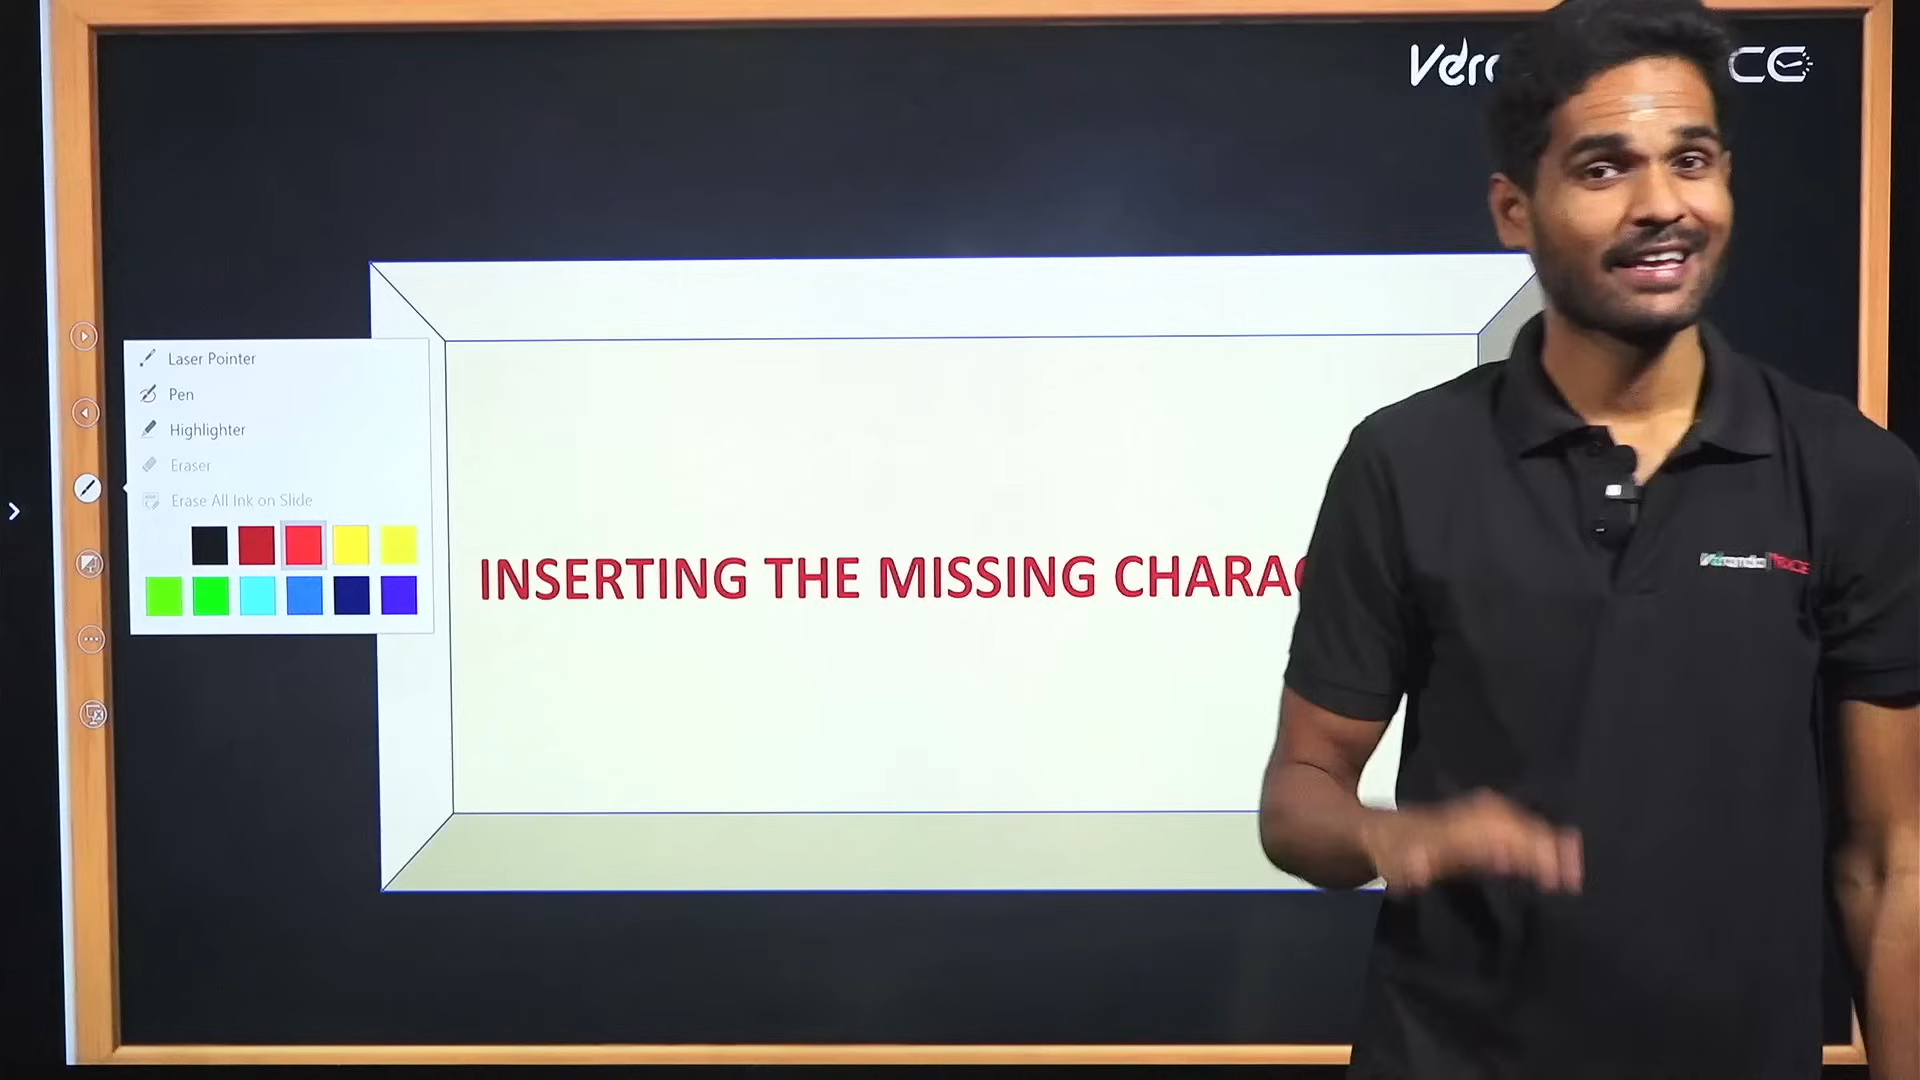 Laser Pointer
Pen
Highlighter
Eraser
Erase All Ink on Slide
INSERTING THE MISSING CHARAC